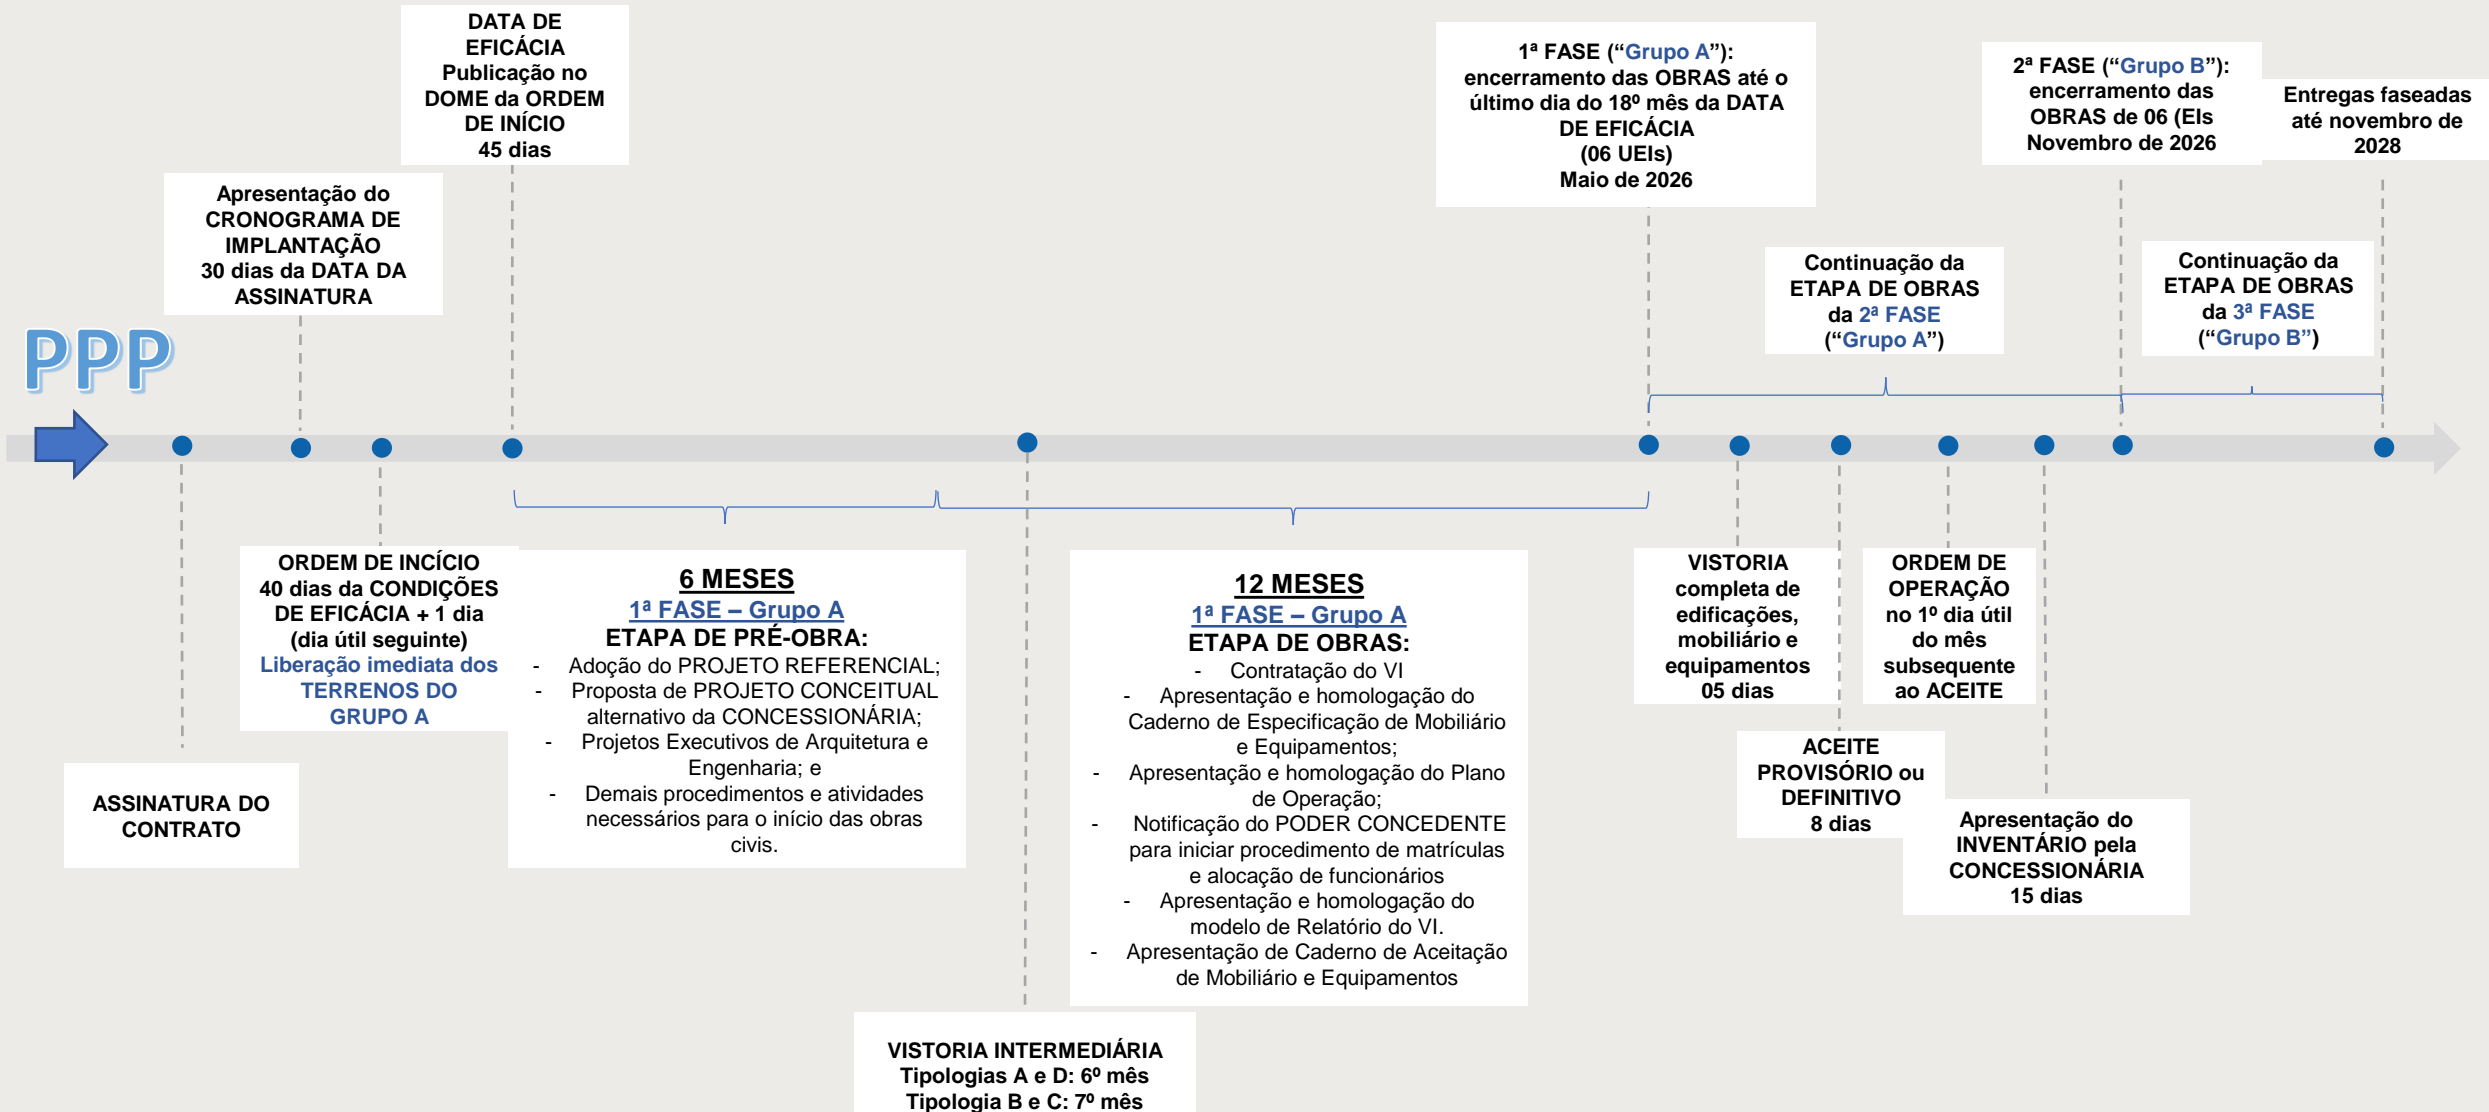 DATA DE
EFICÁCIA
Publicação no
DOME da ORDEM
DE INÍCIO
45 dias
1ª FASE (“Grupo A”):
encerramento das OBRAS até o
último dia do 18º mês da DATA
DE EFICÁCIA
(06 UEIs)
Maio de 2026
2ª FASE (“Grupo B”):
encerramento das
OBRAS de 06 (EIs
Novembro de 2026
Entregas faseadas
até novembro de
2028
Apresentação do
CRONOGRAMA DE
IMPLANTAÇÃO
30 dias da DATA DA
ASSINATURA
Continuação da
ETAPA DE OBRAS
da 2ª FASE
(“Grupo A”)
Continuação da
ETAPA DE OBRAS
da 3ª FASE
(“Grupo B”)
PPP
ASSINATURA DO
CONTRATO
ORDEM DE INCÍCIO
40 dias da CONDIÇÕES
DE EFICÁCIA + 1 dia
(dia útil seguinte)
Liberação imediata dos
TERRENOS DO
GRUPO A
6 MESES
1ª FASE – Grupo A
ETAPA DE PRÉ-OBRA:
- Adoção do PROJETO REFERENCIAL;
- Proposta de PROJETO CONCEITUAL
alternativo da CONCESSIONÁRIA;
- Projetos Executivos de Arquitetura e
Engenharia; e
- Demais procedimentos e atividades
necessários para o início das obras
civis.
12 MESES
1ª FASE – Grupo A
ETAPA DE OBRAS:
- Contratação do VI
- Apresentação e homologação do
Caderno de Especificação de Mobiliário
e Equipamentos;
- Apresentação e homologação do Plano
de Operação;
- Notificação do PODER CONCEDENTE
para iniciar procedimento de matrículas
e alocação de funcionários
- Apresentação e homologação do
modelo de Relatório do VI.
- Apresentação de Caderno de Aceitação
de Mobiliário e Equipamentos
VISTORIA
completa de
edificações,
mobiliário e
equipamentos
05 dias
ORDEM DE
OPERAÇÃO
no 1º dia útil
do mês
subsequente
ao ACEITE
ACEITE
PROVISÓRIO ou
DEFINITIVO
8 dias
Apresentação do
INVENTÁRIO pela
CONCESSIONÁRIA
15 dias
VISTORIA INTERMEDIÁRIA
Tipologias A e D: 6º mês
Tipologia B e C: 7º mês